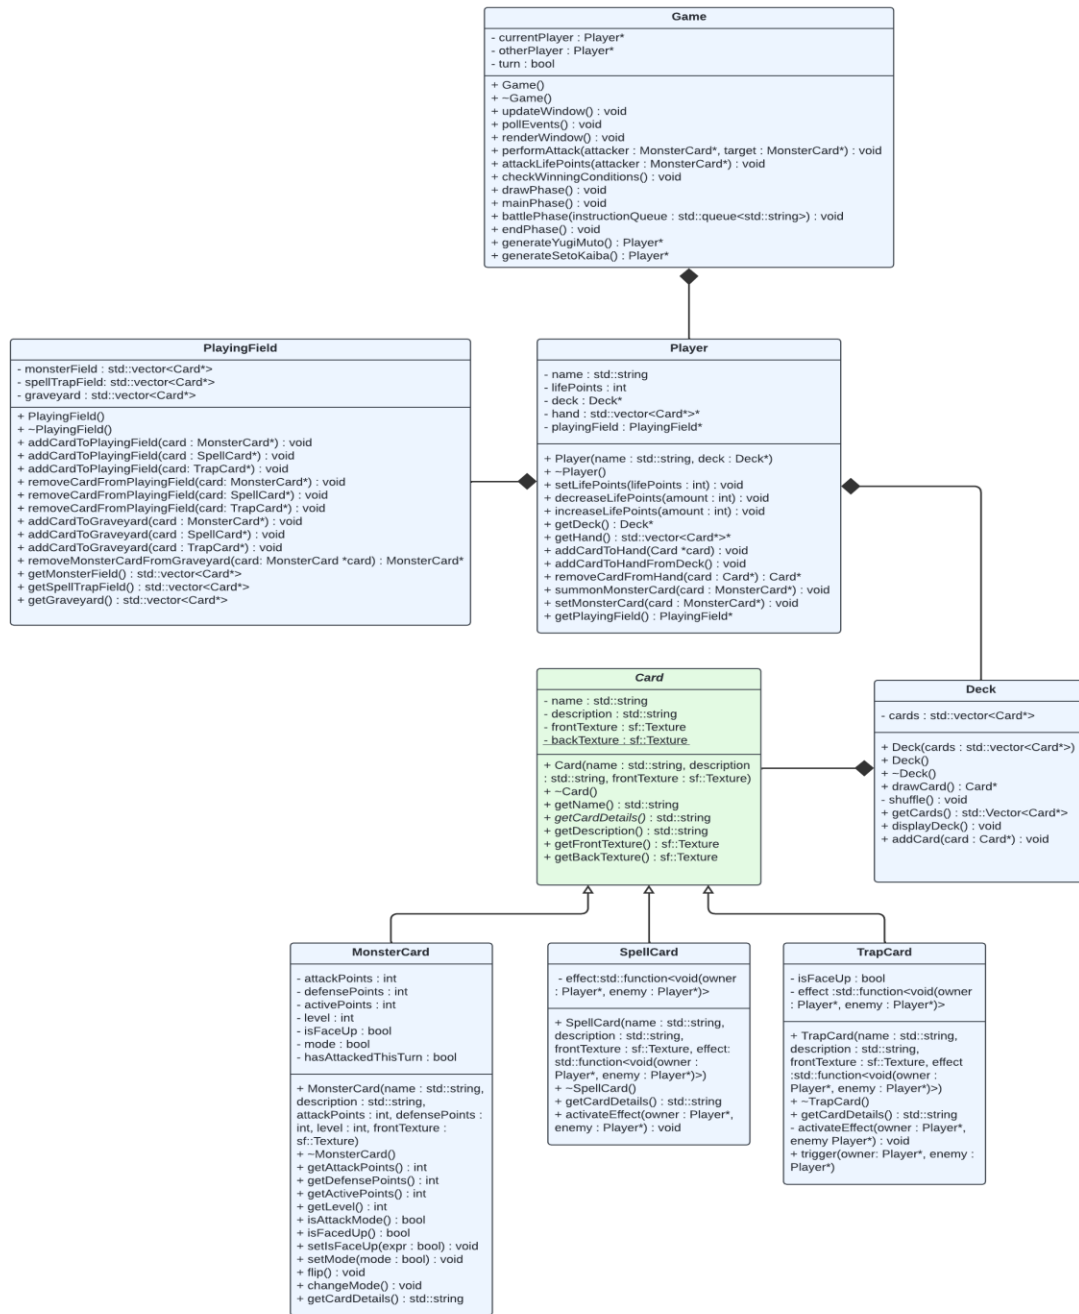 Game
- currentPlayer : Player*
- otherPlayer : Player*
- turn : bool
+ Game()
+ ~Game()
+ updateWindow() : void
+ pollEvents() : void
+ renderWindow() : void
+ performAttack(attacker : MonsterCard*, target : MonsterCard*) : void
+ attackLifePoints(attacker : MonsterCard*) : void
+ checkWinningConditions() : void
+ drawPhase() : void
+ mainPhase() : void
+ battlePhase(instructionQueue : std::queue<std::string>) : void
+ endPhase() : void
+ generateYugiMuto() : Player*
+ generateSetoKaiba() : Player*
PlayingField
- monsterField : std::vector<Card*>
- spellTrapField: std::vector<Card*>
- graveyard : std::vector<Card*>
+ PlayingField()
+ ~PlayingField()
+ addCardToPlayingField(card : MonsterCard*) : void
+ addCardToPlayingField(card : SpellCard*) : void
+ addCardToPlayingField(card: TrapCard*) : void
+ removeCardFromPlayingField(card: MonsterCard*) : void
+ removeCardFromPlayingField(card: SpellCard*) : void
+ removeCardFromPlayingField(card: TrapCard*) : void
+ addCardToGraveyard(card : MonsterCard*) : void
+ addCardToGraveyard(card : SpellCard*) : void
+ addCardToGraveyard(card : TrapCard*) : void
+ removeMonsterCardFromGraveyard(card: MonsterCard *card) : MonsterCard*
+ getMonsterField() : std::vector<Card*>
+ getSpellTrapField() : std::vector<Card*>
+ getGraveyard() : std::vector<Card*>
Player
- name : std::string
- lifePoints : int
- deck : Deck*
- hand : std::vector<Card*>*
- playingField : PlayingField*
+ Player(name : std::string, deck : Deck*)
+ ~Player()
+ setLifePoints(lifePoints : int) : void
+ decreaseLifePoints(amount : int) : void
+ increaseLifePoints(amount : int) : void
+ getDeck() : Deck*
+ getHand() : std::vector<Card*>*
+ addCardToHand(Card *card) : void
+ addCardToHandFromDeck() : void
+ removeCardFromHand(card : Card*) : Card*
+ summonMonsterCard(card : MonsterCard*) : void
+ setMonsterCard(card : MonsterCard*) : void
+ getPlayingField() : PlayingField*
Card
- name : std::string
- description : std::string
- frontTexture : sf::Texture
- backTexture : sf::Texture
+ Card(name : std::string, description
: std::string, frontTexture : sf::Texture)
+ ~Card()
+ getName() : std::string
+ getCardDetails() : std::string
+ getDescription() : std::string
+ getFrontTexture() : sf::Texture
+ getBackTexture() : sf::Texture
Deck
- cards : std::vector<Card*>
+ Deck(cards : std::vector<Card*>)
+ Deck()
+ ~Deck()
+ drawCard() : Card*
- shuffle() : void
+ getCards() : std::Vector<Card*>
+ displayDeck() : void
+ addCard(card : Card*) : void
MonsterCard
- attackPoints : int
- defensePoints : int
- activePoints : int
- level : int
- isFaceUp : bool
- mode : bool
- hasAttackedThisTurn : bool
+ MonsterCard(name : std::string,
description : std::string,
attackPoints : int, defensePoints :
int, level : int, frontTexture :
sf::Texture)
+ ~MonsterCard()
+ getAttackPoints() : int
+ getDefensePoints() : int
+ getActivePoints() : int
+ getLevel() : int
+ isAttackMode() : bool
+ isFacedUp() : bool
+ setIsFaceUp(expr : bool) : void
+ setMode(mode : bool) : void
+ flip() : void
+ changeMode() : void
+ getCardDetails() : std::string
SpellCard
- effect:std::function<void(owner
: Player*, enemy : Player*)>
+ SpellCard(name : std::string,
description : std::string,
frontTexture : sf::Texture, effect:
std::function<void(owner :
Player*, enemy : Player*)>)
+ ~SpellCard()
+ getCardDetails() : std::string
+ activateEffect(owner : Player*,
enemy : Player*) : void
TrapCard
- isFaceUp : bool
- effect :std::function<void(owner
: Player*, enemy : Player*)>
+ TrapCard(name : std::string,
description : std::string,
frontTexture : sf::Texture, effect
:std::function<void(owner :
Player*, enemy : Player*)>)
+ ~TrapCard()
+ getCardDetails() : std::string
- activateEffect(owner : Player*,
enemy Player*) : void
+ trigger(owner: Player*, enemy :
Player*)